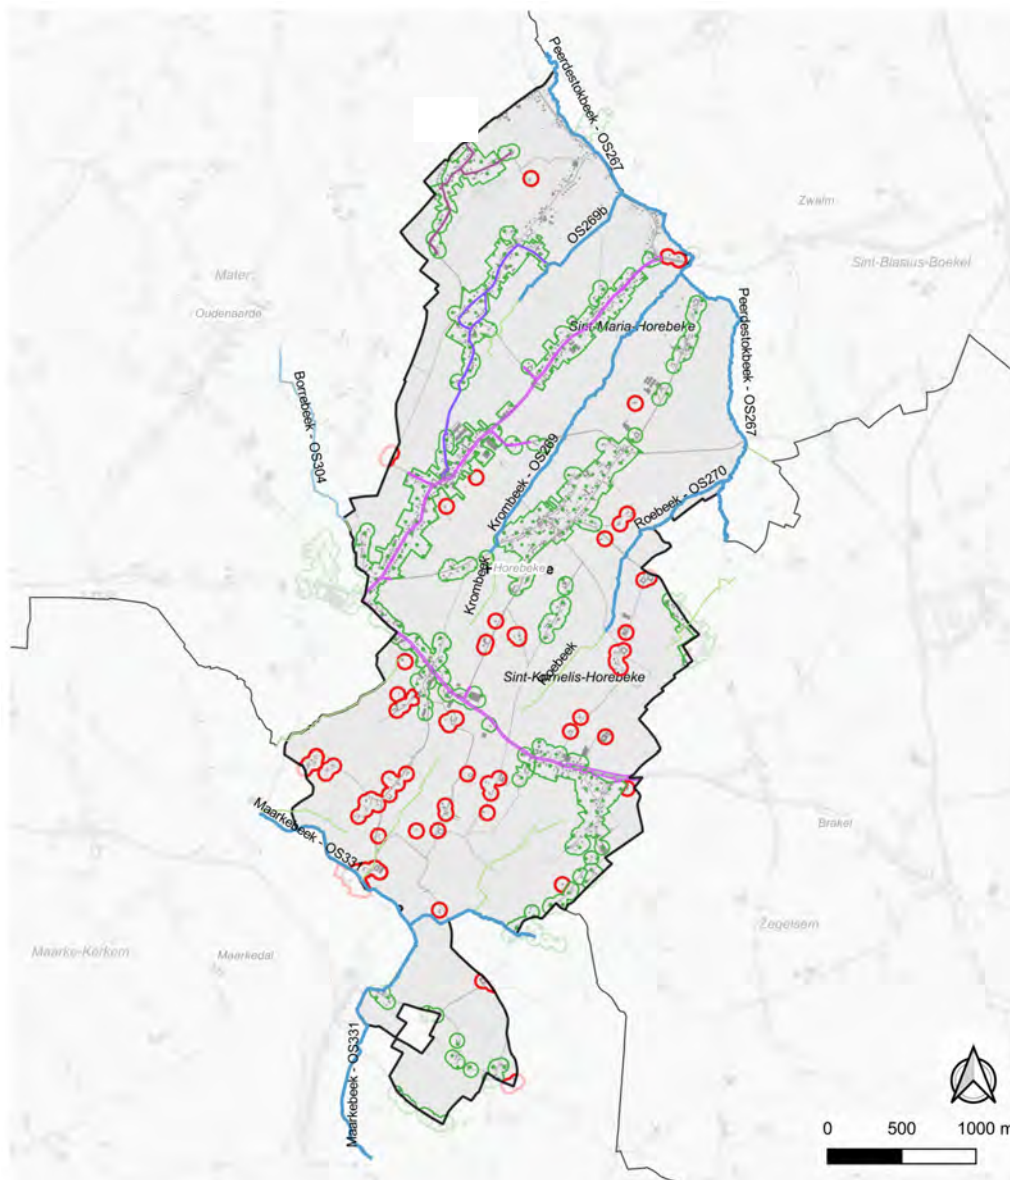 Peerdestokbeek - OS267
Zwalm
OS269b
Sint-Blasius-Boekel
Mater
Oudenaarde
Peerdestokbeek - OS267
Sint-Maria-Horebeke
Borrebeek - OS304
Krombeek - OS269
Roebeek - OS270
Krombeek
Horebeke
e
Roebeek
Sint-Kornelis-Horebeke
Maarkebeek - OS331
Brakel
Zegelsem
Maarke-Kerkem
Maarkedal
Maarkebeek - OS331
0 500 1000 m